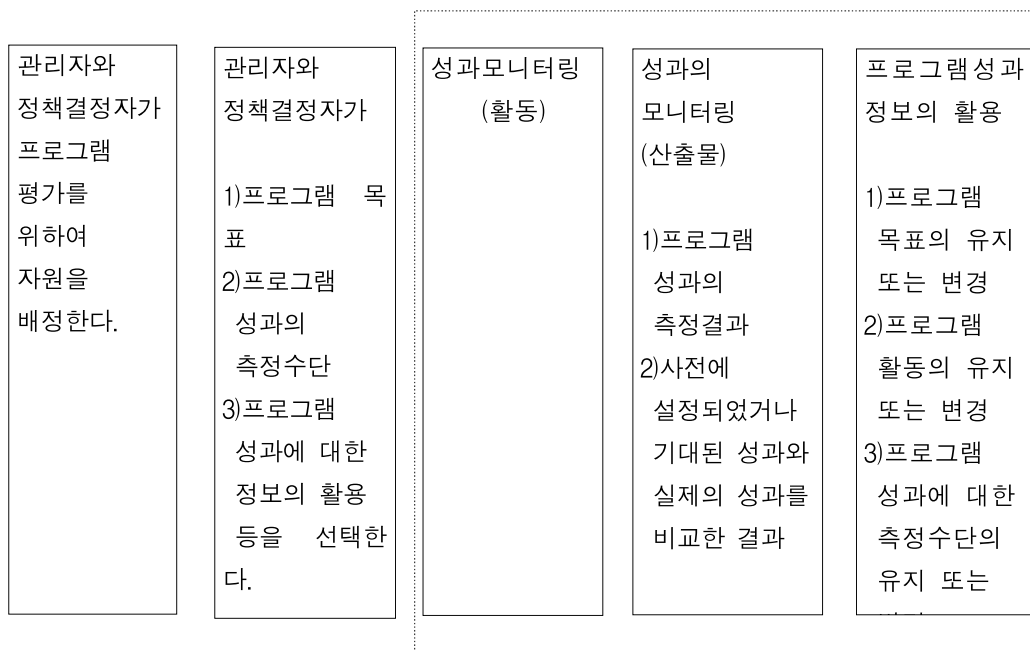 관리자와
정책결정자가
프로그램
평가를
위하여
자원을
배정한다.
관리자와
정책결정자가
1)프로그램 목
표
2)프로그램
성과의
측정수단
3)프로그램
성과에 대한
정보의 활용
등을 선택한
다.
성과모니터링
(활동)
성과의
모니터링
(산출물)
1)프로그램
성과의
측정결과
2)사전에
설정되었거나
기대된 성과와
실제의 성과를
비교한 결과
프로그램성과
정보의 활용
1)프로그램
목표의 유지
또는 변경
2)프로그램
활동의 유지
또는 변경
3)프로그램
성과에 대한
측정수단의
유지 또는